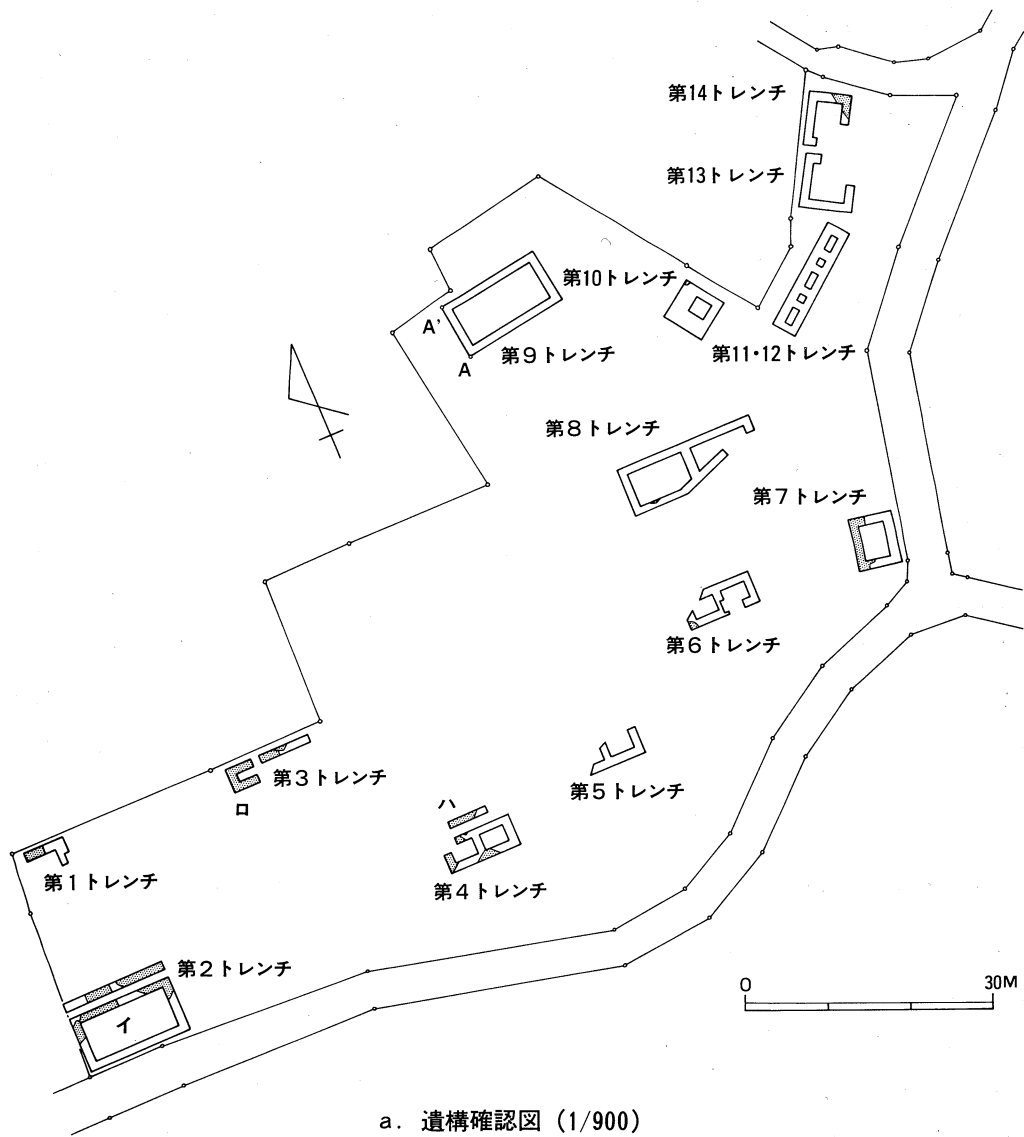 第14トレンチ
第13トレンチ
第10トレンチ
A'
第11・12トレンチ
第9トレンチ
A
第8トレンチ
第7トレンチ
第6トレンチ
第3トレンチ
ロ
第5トレンチ
ハ
第4トレンチ
第1トレンチ
第2トレンチ
イ
0 30M
a. 遺構確認図 (1/900)